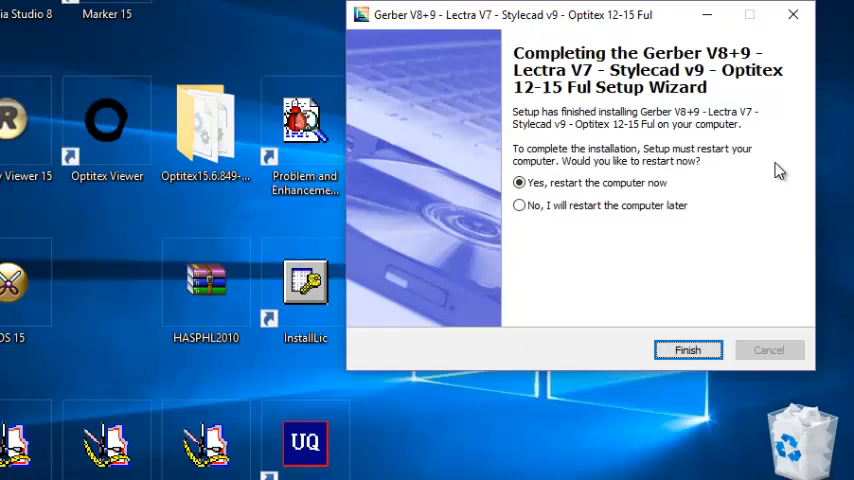 Gerber V8+9 - Lectra V7 - Stylecad v9 - Optitex 12-15 Ful
ia Studio 8
Marker 15
Completing the Gerber V8+9 -
Lectra V7 - Stylecad v9 - Optitex
12-15 Ful Setup Wizard
Setup has finished installing Gerber V8+9 - Lectra V7 -
Stylecad v9 - Optitex 12-15 Ful on your computer.
To complete the installation, Setup must restart your
computer. Would you like to restart now?
Yes, restart the computer now
No, I will restart the computer later
Finish
Cancel
R
y Viewer 15
Optitex Viewer
Optitex15.6.849-...
Problem and
Enhanceme...
OS 15
HASPHL2010
InstallLic
UQ